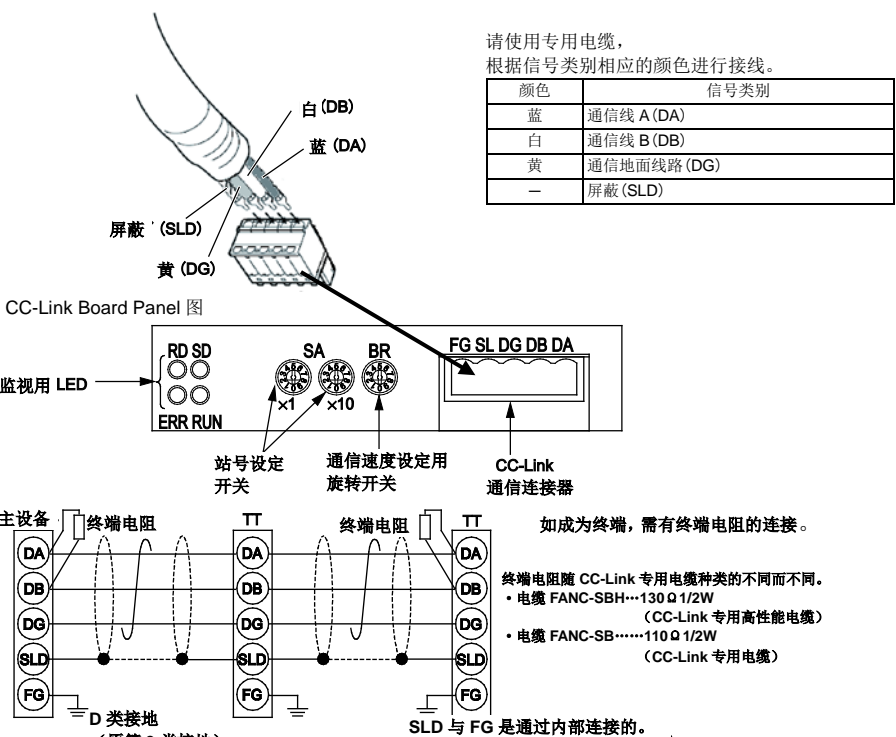 请使用专用电缆，
根据信号类别相应的颜色进行接线。
颜色 信号类别
蓝 通信线 A(DA)
白 通信线 B(DB)
黄 通信地面线路(DG)
— 屏蔽(SLD)
白(DB)
蓝 (DA)
屏蔽 (SLD)
黄 (DG)
CC-Link Board Panel 图
RD SD
SA
BR
FG SL DG DB DA
监视用 LED
×1
×10
ERR RUN
站号设定
开关
通信速度设定用
旋转开关
CC-Link
通信连接器
主设备
终端电阻
TT
终端电阻
TT
如成为终端，需有终端电阻的连接。
DA
DA
DA
DB
DB
DB
DG
DG
DG
SLD
SLD
SLD
FG
FG
FG
终端电阻随 CC-Link 专用电缆种类的不同而不同。
・电缆 FANC-SBH…130Ω1/2W
（CC-Link 专用高性能电缆）
・电缆 FANC-SB……110Ω1/2W
（CC-Link 专用电缆）
D 类接地
SLD 与 FG 是通过内部连接的。